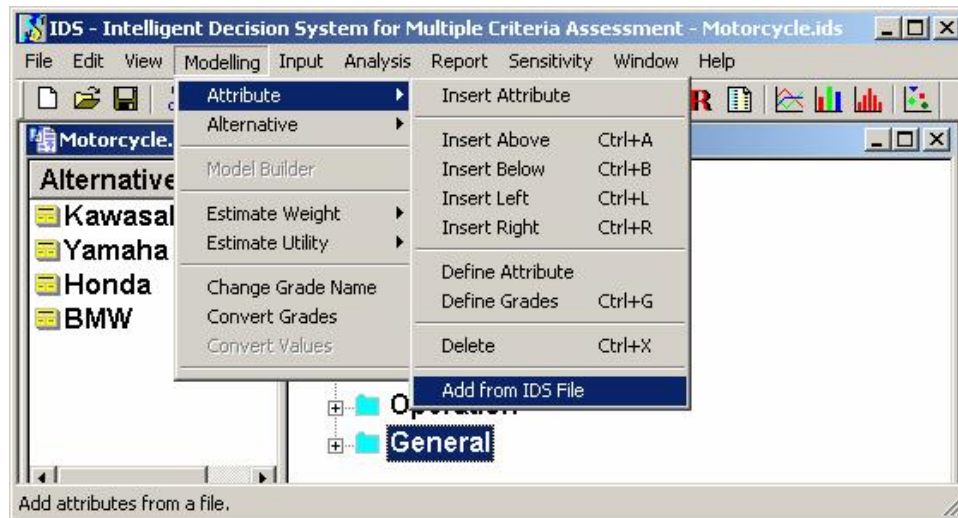 IDS - Intelligent Decision System for Multiple Criteria Assessment - Motorcycle.ids
File Edit View Modelling Input Analysis Report Sensitivity Window Help
Attribute
Alternative
Model Builder
Estimate Weight
Estimate Utility
Change Grade Name
Convert Grades
Convert Values
Insert Attribute
Insert Above Ctrl+A
Insert Below Ctrl+B
Insert Left Ctrl+L
Insert Right Ctrl+R
Define Attribute
Define Grades Ctrl+G
Delete Ctrl+X
Add from IDS File
R
Motorcycle.
Alternative
Kawasa
Yamaha
Honda
BMW
Operation
General
Add attributes from a file.